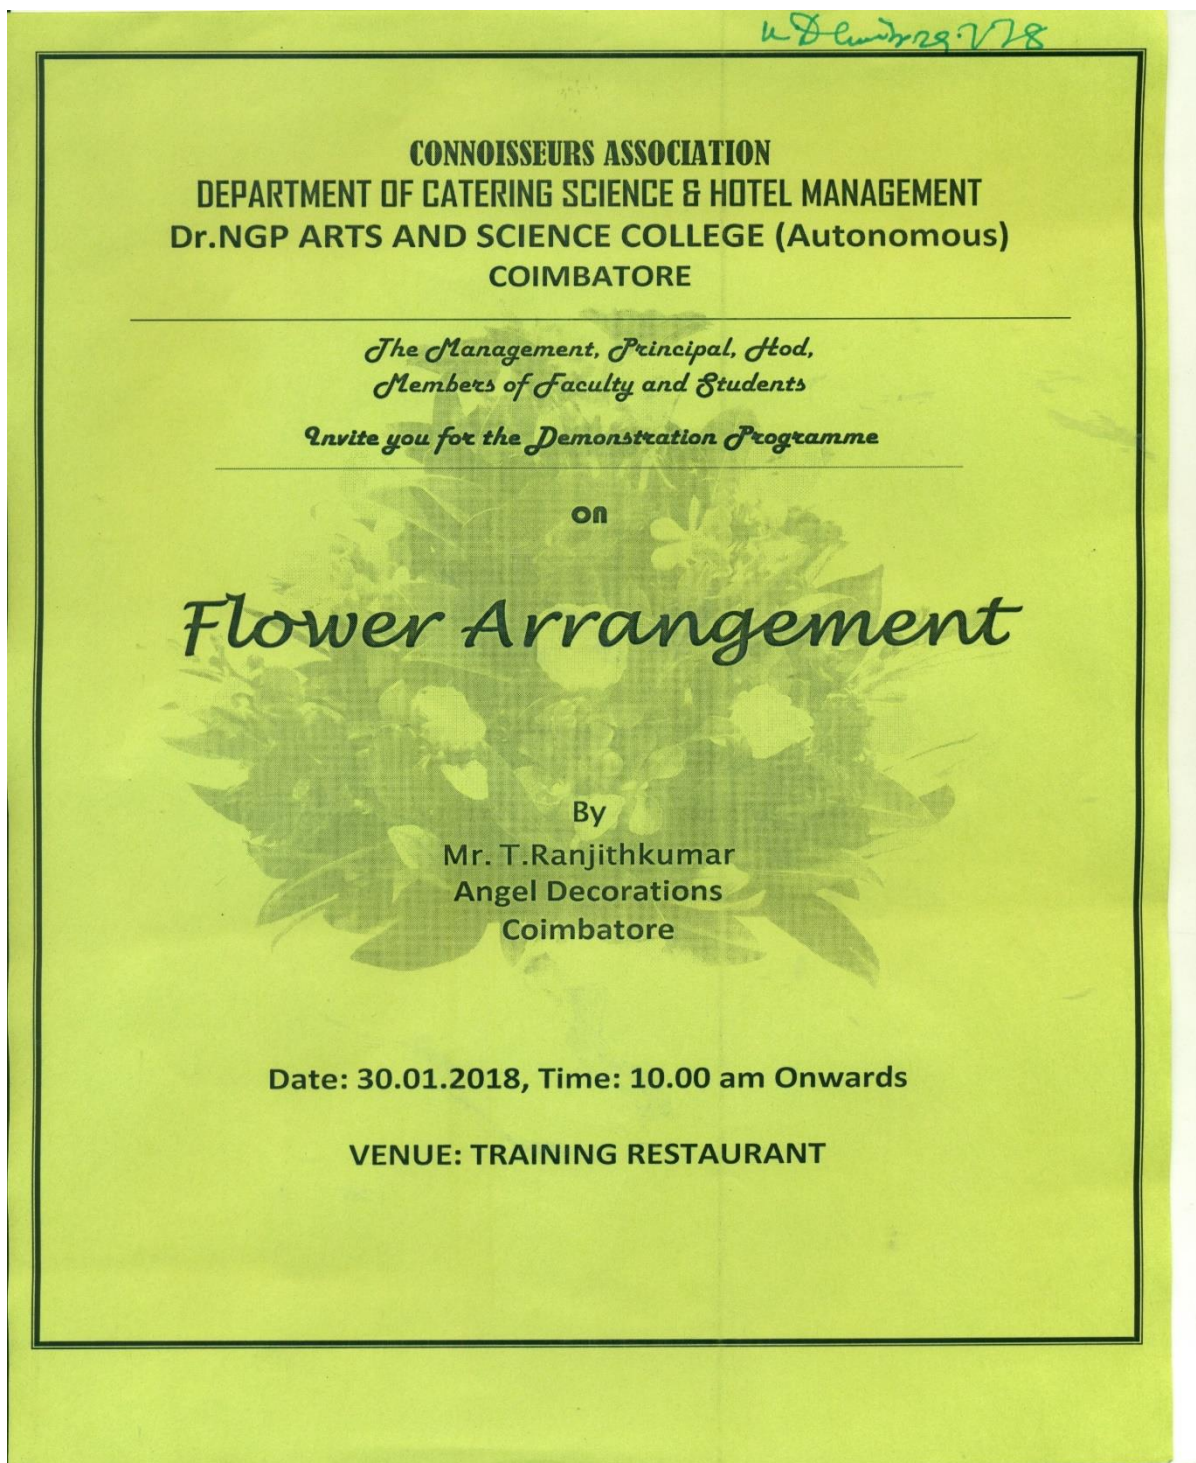 CONNOISSEURS ASSOCIATION
DEPARTMENT OF CATERING SCIENCE & HOTEL MANAGEMENT
Dr.NGP ARTS AND SCIENCE COLLEGE (Autonomous)
COIMBATORE
The Management, Principal, Hod,
Members of Faculty and Students
Invite you for the Demonstration Programme
on
Flower Arrangement
By
Mr. T.Ranjithkumar
Angel Decorations
Coimbatore
Date: 30.01.2018, Time: 10.00 am Onwards
VENUE: TRAINING RESTAURANT